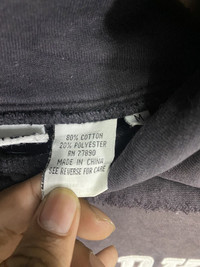 80% COTTON
20% POLYESTER
RN 77890
MADE IN CHINA
SEE REVERSE FOR CARE